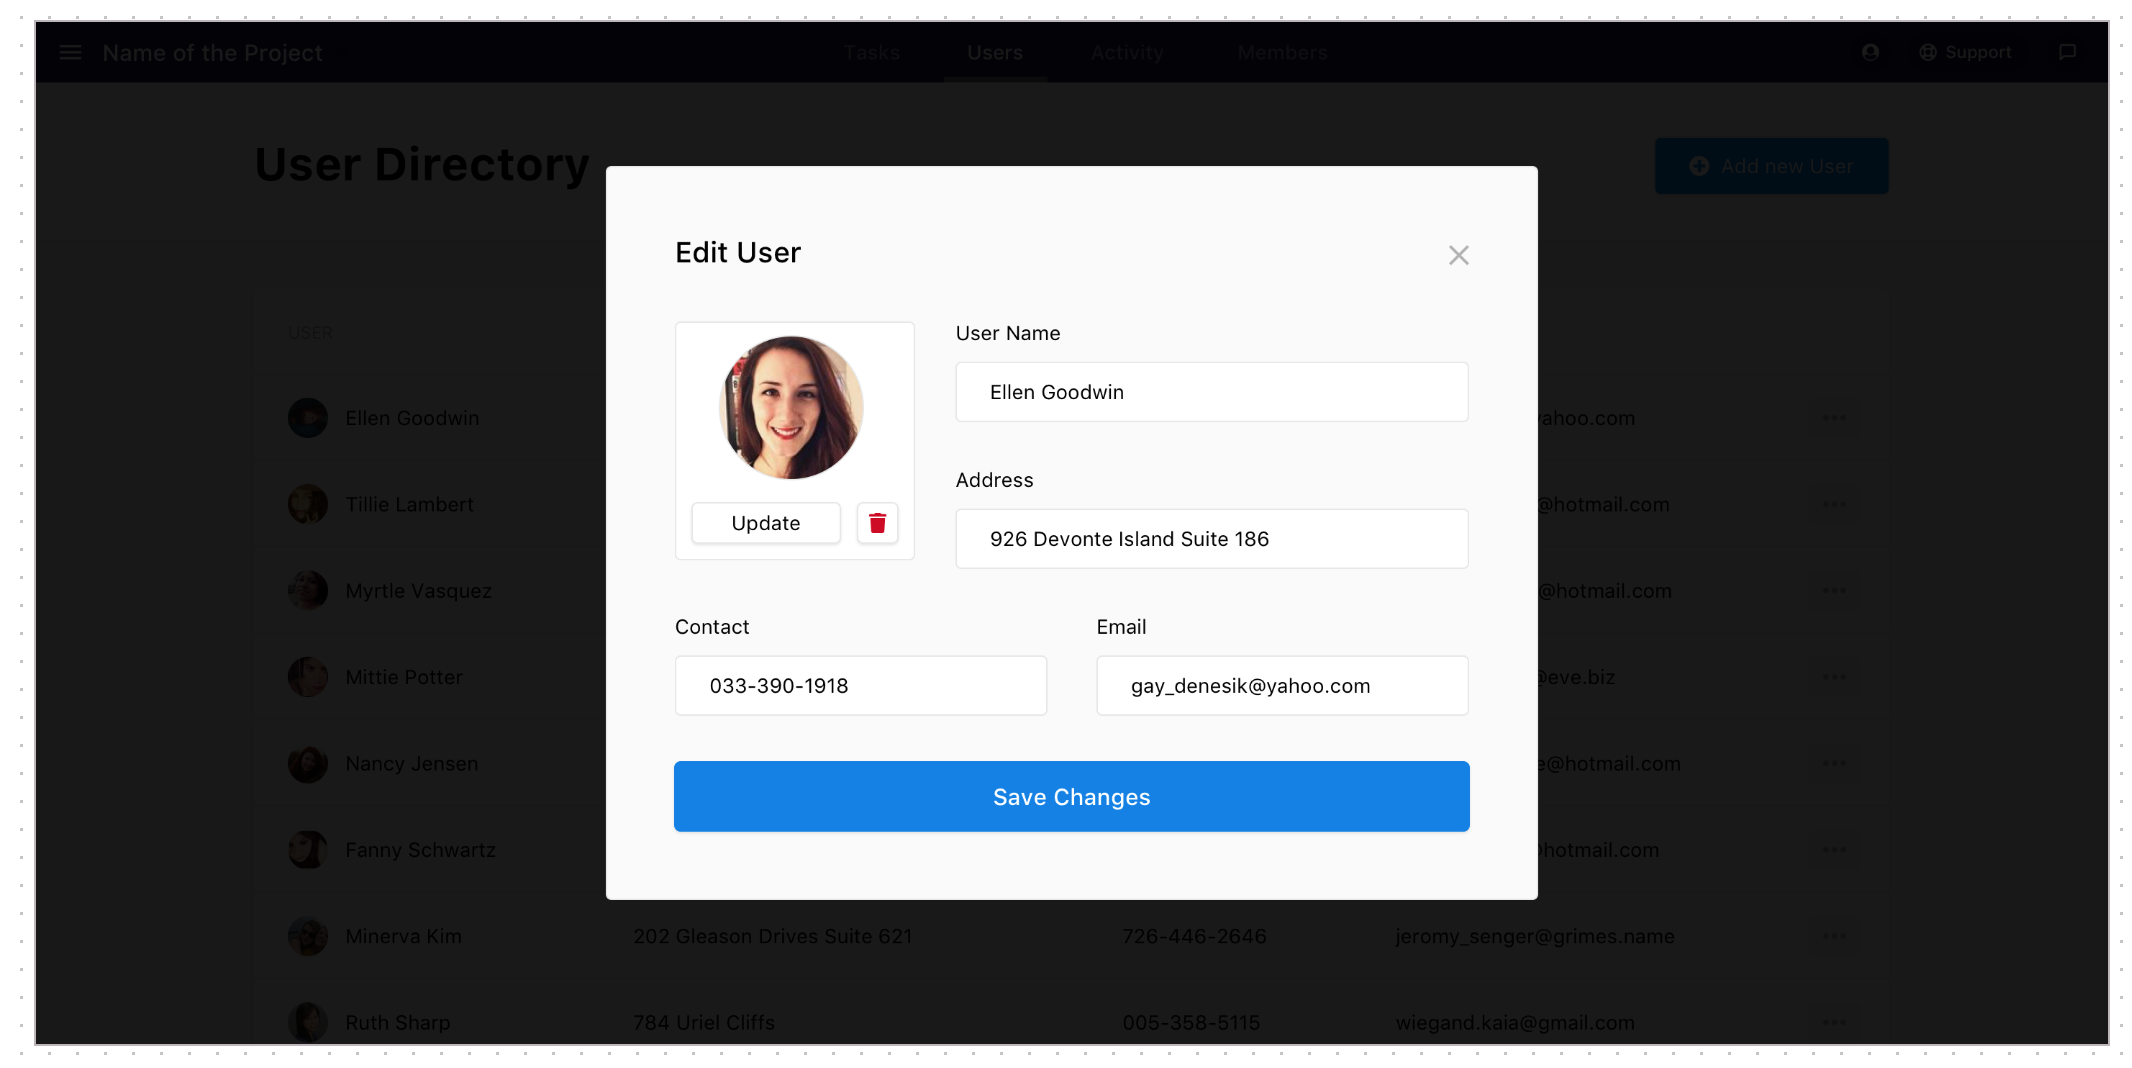 Name of the Project
Tasks
Users
Activity
Members
Support
User Directory
Add new User
Edit User
USER
User Name
Ellen Goodwin
Ellen Goodwin
yahoo.com
Address
Tillie Lambert
@hotmail.com
Update
926 Devonte Island Suite 186
Myrtle Vasquez
@hotmail.com
Contact
Email
Mittie Potter
033-390-1918
gay_denesik@yahoo.com
@eve.biz
Nancy Jensen
e@hotmail.com
Save Changes
Fanny Schwartz
hotmail.com
Minerva Kim
202 Gleason Drives Suite 621
726-446-2646
jeromy_senger@grimes.name
Ruth Sharp
784 Uriel Cliffs
005-358-5115
wiegand.kaia@gmail.com